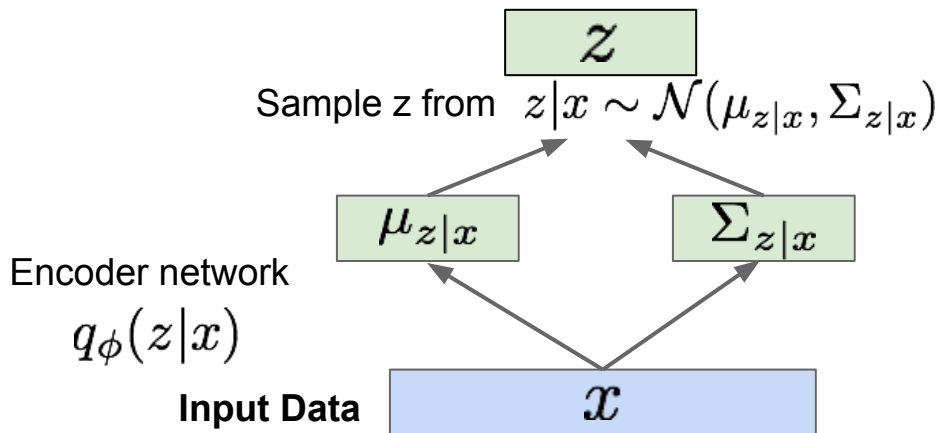 z
Sample z from z|x ∼ 𝒩(μ_{z|x}, Σ_{z|x})
μ_{z|x} Σ_{z|x}
Encoder network
q_ϕ(z|x)
Input Data x